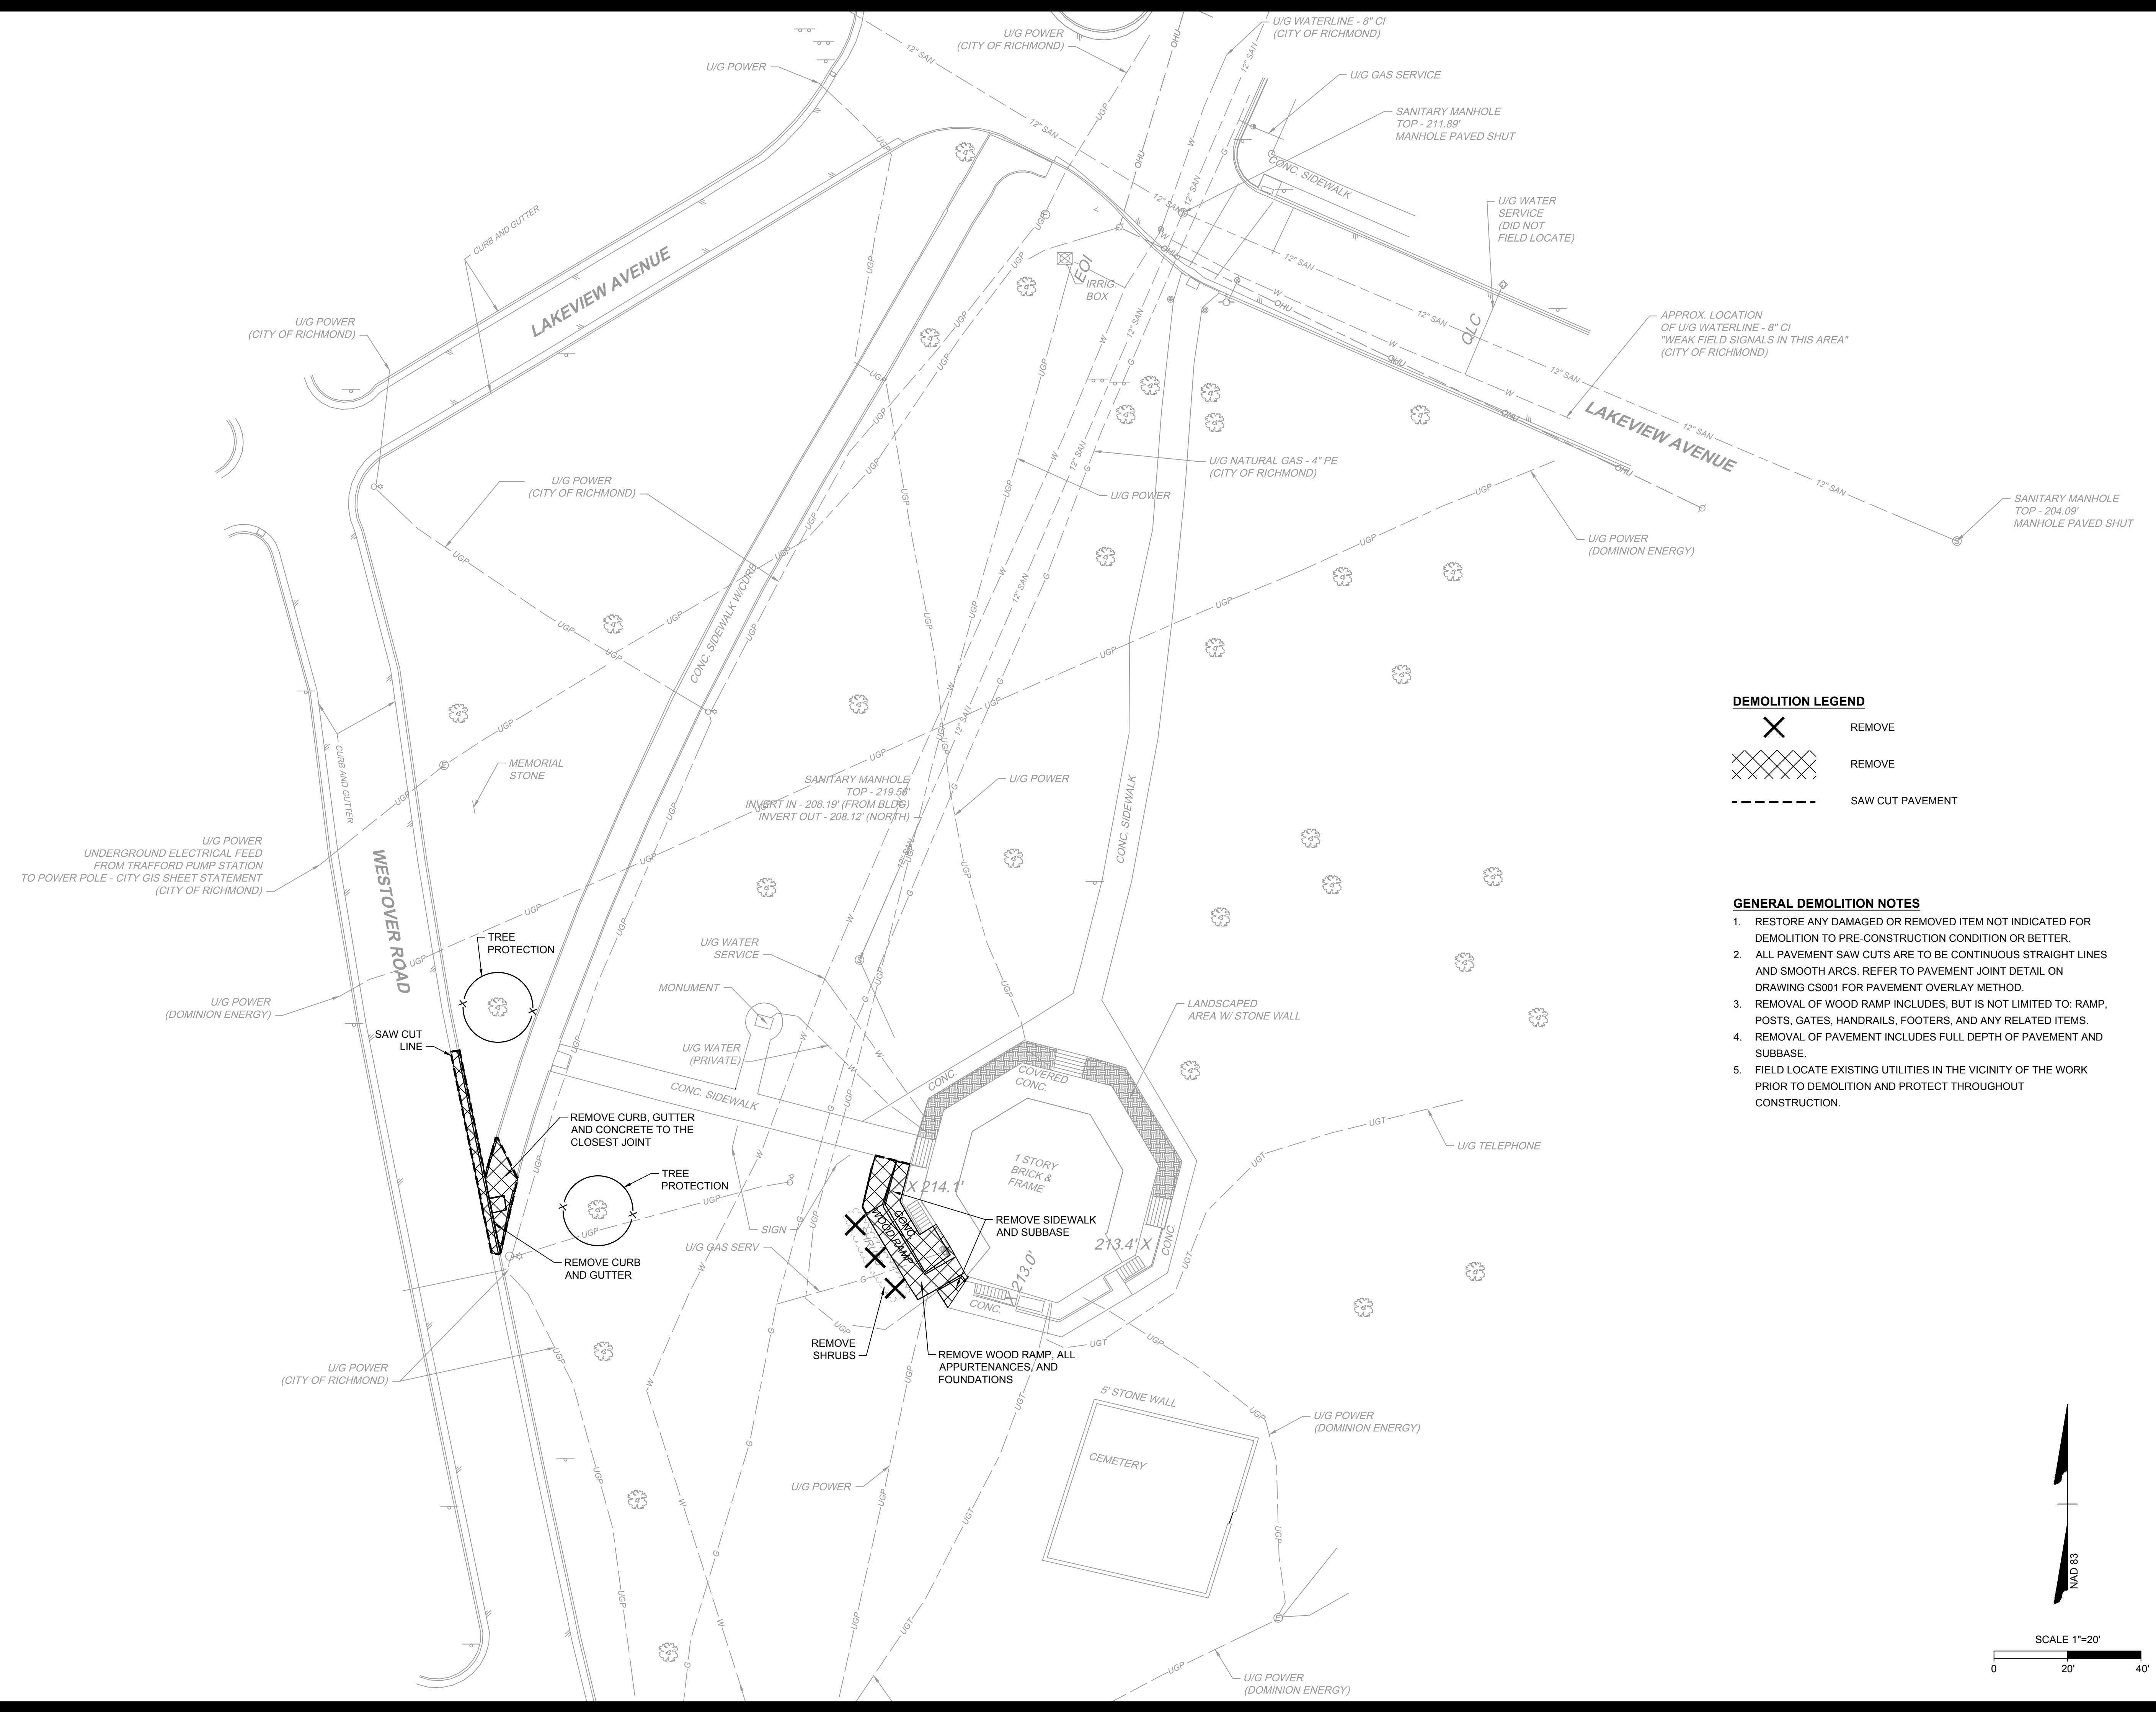 U/G POWER
(CITY OF RICHMOND)
U/G WATERLINE - 8" CI
(CITY OF RICHMOND)
U/G POWER
U/G GAS SERVICE
SANITARY MANHOLE
TOP - 211.89'
MANHOLE PAVED SHUT
CONC. SIDEWALK
U/G WATER
SERVICE
(DID NOT
FIELD LOCATE)
CURB AND GUTTER
LAKEVIEW AVENUE
EOI
IRRIG.
BOX
QLC
U/G POWER
(CITY OF RICHMOND)
APPROX. LOCATION
OF U/G WATERLINE - 8" CI
"WEAK FIELD SIGNALS IN THIS AREA"
(CITY OF RICHMOND)
LAKEVIEW AVENUE
12" SAN
OHU
UGP
W
G
U/G NATURAL GAS - 4" PE
(CITY OF RICHMOND)
U/G POWER
(CITY OF RICHMOND)
U/G POWER
SANITARY MANHOLE
TOP - 204.09'
MANHOLE PAVED SHUT
U/G POWER
(DOMINION ENERGY)
CONC. SIDEWALK W/CURB
DEMOLITION LEGEND
REMOVE
REMOVE
SAW CUT PAVEMENT
MEMORIAL
STONE
CURB AND GUTTER
SANITARY MANHOLE
TOP - 219.56'
INVERT IN - 208.19' (FROM BLDG)
INVERT OUT - 208.12' (NORTH)
U/G POWER
CONC. SIDEWALK
U/G POWER
UNDERGROUND ELECTRICAL FEED
FROM TRAFFORD PUMP STATION
TO POWER POLE - CITY GIS SHEET STATEMENT
(CITY OF RICHMOND)
WESTOVER ROAD
GENERAL DEMOLITION NOTES
1. RESTORE ANY DAMAGED OR REMOVED ITEM NOT INDICATED FOR
DEMOLITION TO PRE-CONSTRUCTION CONDITION OR BETTER.
2. ALL PAVEMENT SAW CUTS ARE TO BE CONTINUOUS STRAIGHT LINES
AND SMOOTH ARCS. REFER TO PAVEMENT JOINT DETAIL ON
DRAWING CS001 FOR PAVEMENT OVERLAY METHOD.
3. REMOVAL OF WOOD RAMP INCLUDES, BUT IS NOT LIMITED TO: RAMP,
POSTS, GATES, HANDRAILS, FOOTERS, AND ANY RELATED ITEMS.
4. REMOVAL OF PAVEMENT INCLUDES FULL DEPTH OF PAVEMENT AND
SUBBASE.
5. FIELD LOCATE EXISTING UTILITIES IN THE VICINITY OF THE WORK
PRIOR TO DEMOLITION AND PROTECT THROUGHOUT
CONSTRUCTION.
TREE
PROTECTION
U/G WATER
SERVICE
MONUMENT
LANDSCAPED
AREA W/ STONE WALL
U/G POWER
(DOMINION ENERGY)
SAW CUT
LINE
U/G WATER
(PRIVATE)
CONC. SIDEWALK
CONC.
COVERED
CONC.
REMOVE CURB, GUTTER
AND CONCRETE TO THE
CLOSEST JOINT
UGT
U/G TELEPHONE
TREE
PROTECTION
1 STORY
BRICK &
FRAME
X 214.1'
CONC.
WOOD RAMP
REMOVE SIDEWALK
AND SUBBASE
SIGN
U/G GAS SERV
213.4' X
CONC.
X 213.0'
REMOVE CURB
AND GUTTER
CONC.
REMOVE
SHRUBS
REMOVE WOOD RAMP, ALL
APPURTENANCES, AND
FOUNDATIONS
U/G POWER
(CITY OF RICHMOND)
5' STONE WALL
CEMETERY
U/G POWER
(DOMINION ENERGY)
U/G POWER
U/G POWER
(DOMINION ENERGY)
NAD 83
SCALE 1"=20'
0 20' 40'